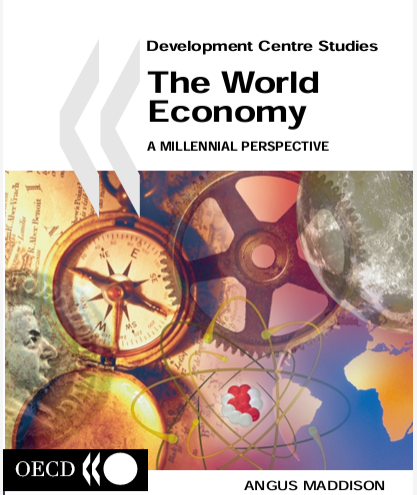 Development Centre Studies
The World
Economy
A MILLENNIAL PERSPECTIVE
E
W
OECD
ANGUS MADDISON